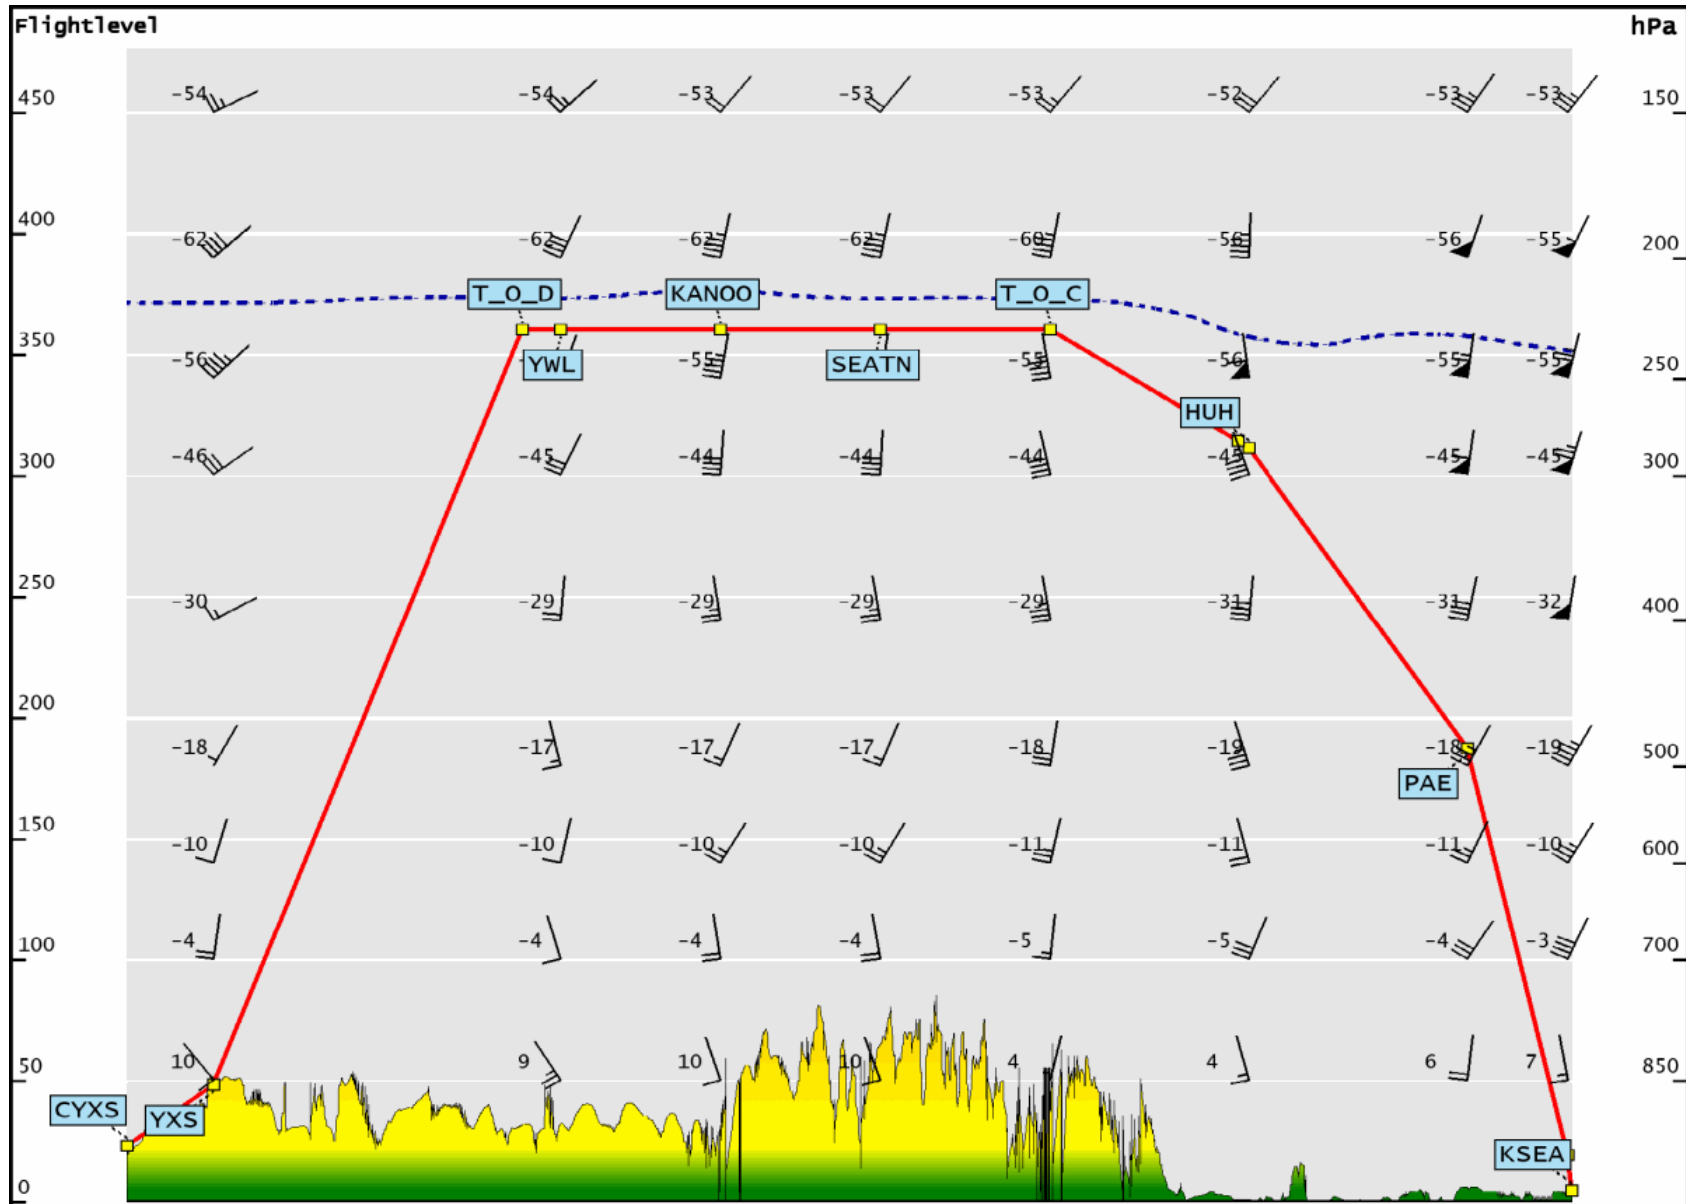 Flightlevel hPa
450 -54 -54 -53 -53 -53 -52 -53 -53 150
400 -62 -62 -62 -62 -60 -56 -56 -55 200
T_O_D KANOO T_O_C
350 -56 YWL -55 SEATN -55 -56 -55 -55 250
HUH
300 -46 -45 -44 -44 -44 -45 -45 -45 300
250 -30 -29 -29 -29 -29 -31 -31 -32 400
200 -18 -17 -17 -17 -18 -19 -18 -19 500
PAE
150 -10 -10 -10 -10 -11 -11 -11 -10 600
100 -4 -4 -4 -4 -5 -5 -4 -3 700
50 10 9 10 10 4 4 6 7 850
CYXS YXS
KSEA
0